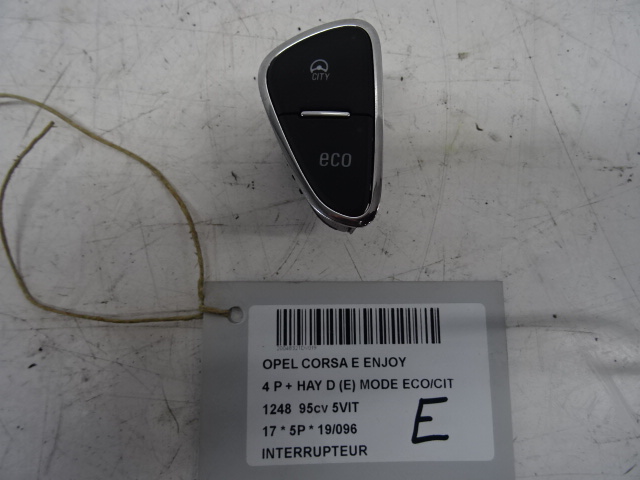 CITY
eco
OPEL CORSA E ENJOY
4 P + HAY D (E) MODE ECO/CIT
1248 95cv 5VIT
17 * 5P * 19/096
INTERRUPTEUR
E